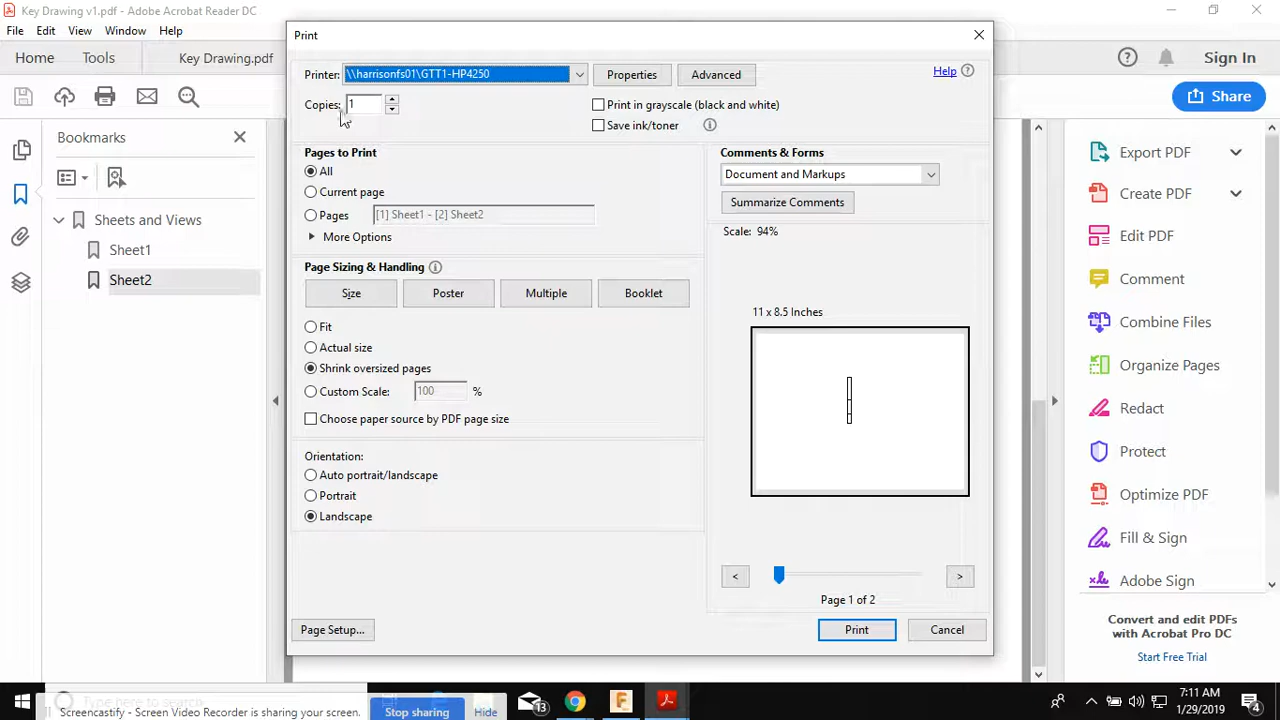 Key Drawing v1.pdf - Adobe Acrobat Reader DC
File Edit View Window Help
Home Tools Key Drawing.pdf
Sign In
Share
Bookmarks
Sheets and Views
Sheet1
Sheet2
Print
Printer: \\harrisonfs01\GTT1-HP4250 Properties Advanced Help
Copies: 1 Print in grayscale (black and white)
Save ink/toner
Pages to Print
All
Current page
Pages [1] Sheet1 - [2] Sheet2
More Options
Page Sizing & Handling
Size Poster Multiple Booklet
Fit
Actual size
Shrink oversized pages
Custom Scale: 100 %
Choose paper source by PDF page size
Orientation:
Auto portrait/landscape
Portrait
Landscape
Comments & Forms
Document and Markups
Summarize Comments
Scale: 94%
11 x 8.5 Inches
< >
Page 1 of 2
Page Setup... Print Cancel
Export PDF
Create PDF
Edit PDF
Comment
Combine Files
Organize Pages
Redact
Protect
Optimize PDF
Fill & Sign
Adobe Sign
Convert and edit PDFs
with Acrobat Pro DC
Start Free Trial
Type here to search
Screencastify - Screen Video Recorder is sharing your screen. Stop sharing Hide
13
7:11 AM
1/29/2019
4